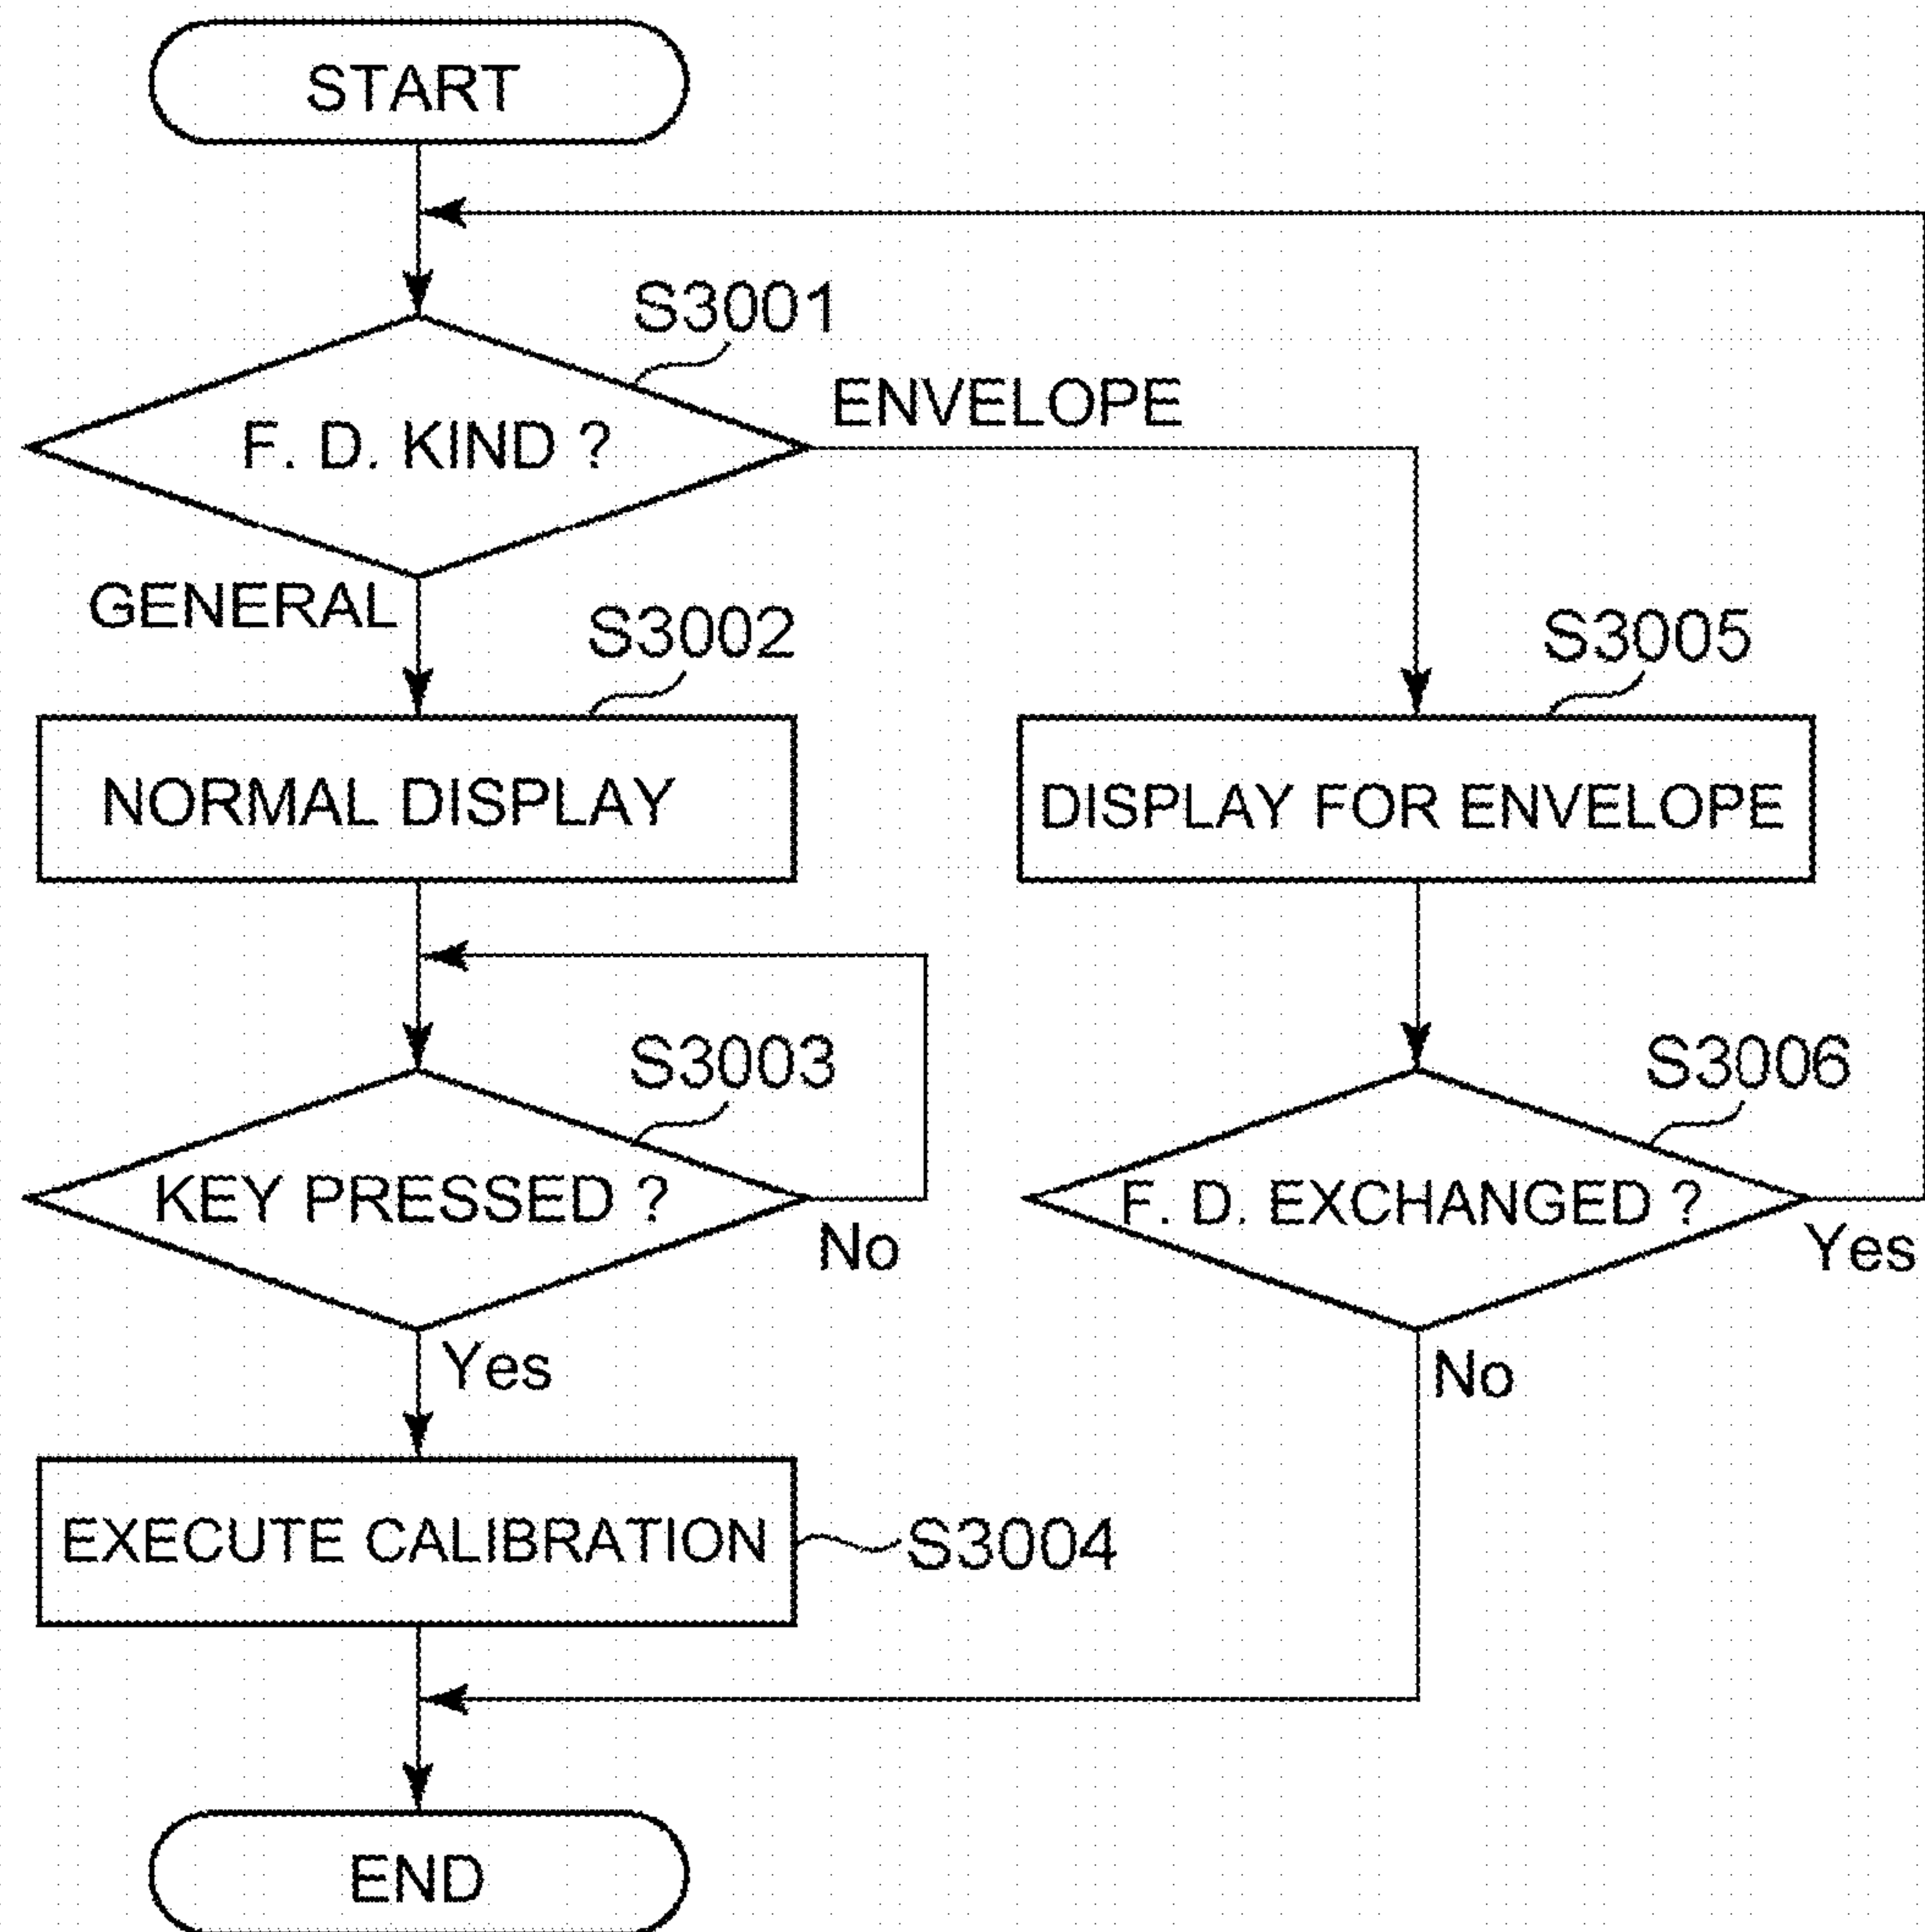 START
S3001
F. D. KIND ?
ENVELOPE
GENERAL
S3002
S3005
NORMAL DISPLAY
DISPLAY FOR ENVELOPE
S3003
S3006
KEY PRESSED ?
No
F. D. EXCHANGED ?
Yes
Yes
No
EXECUTE CALIBRATION
S3004
END